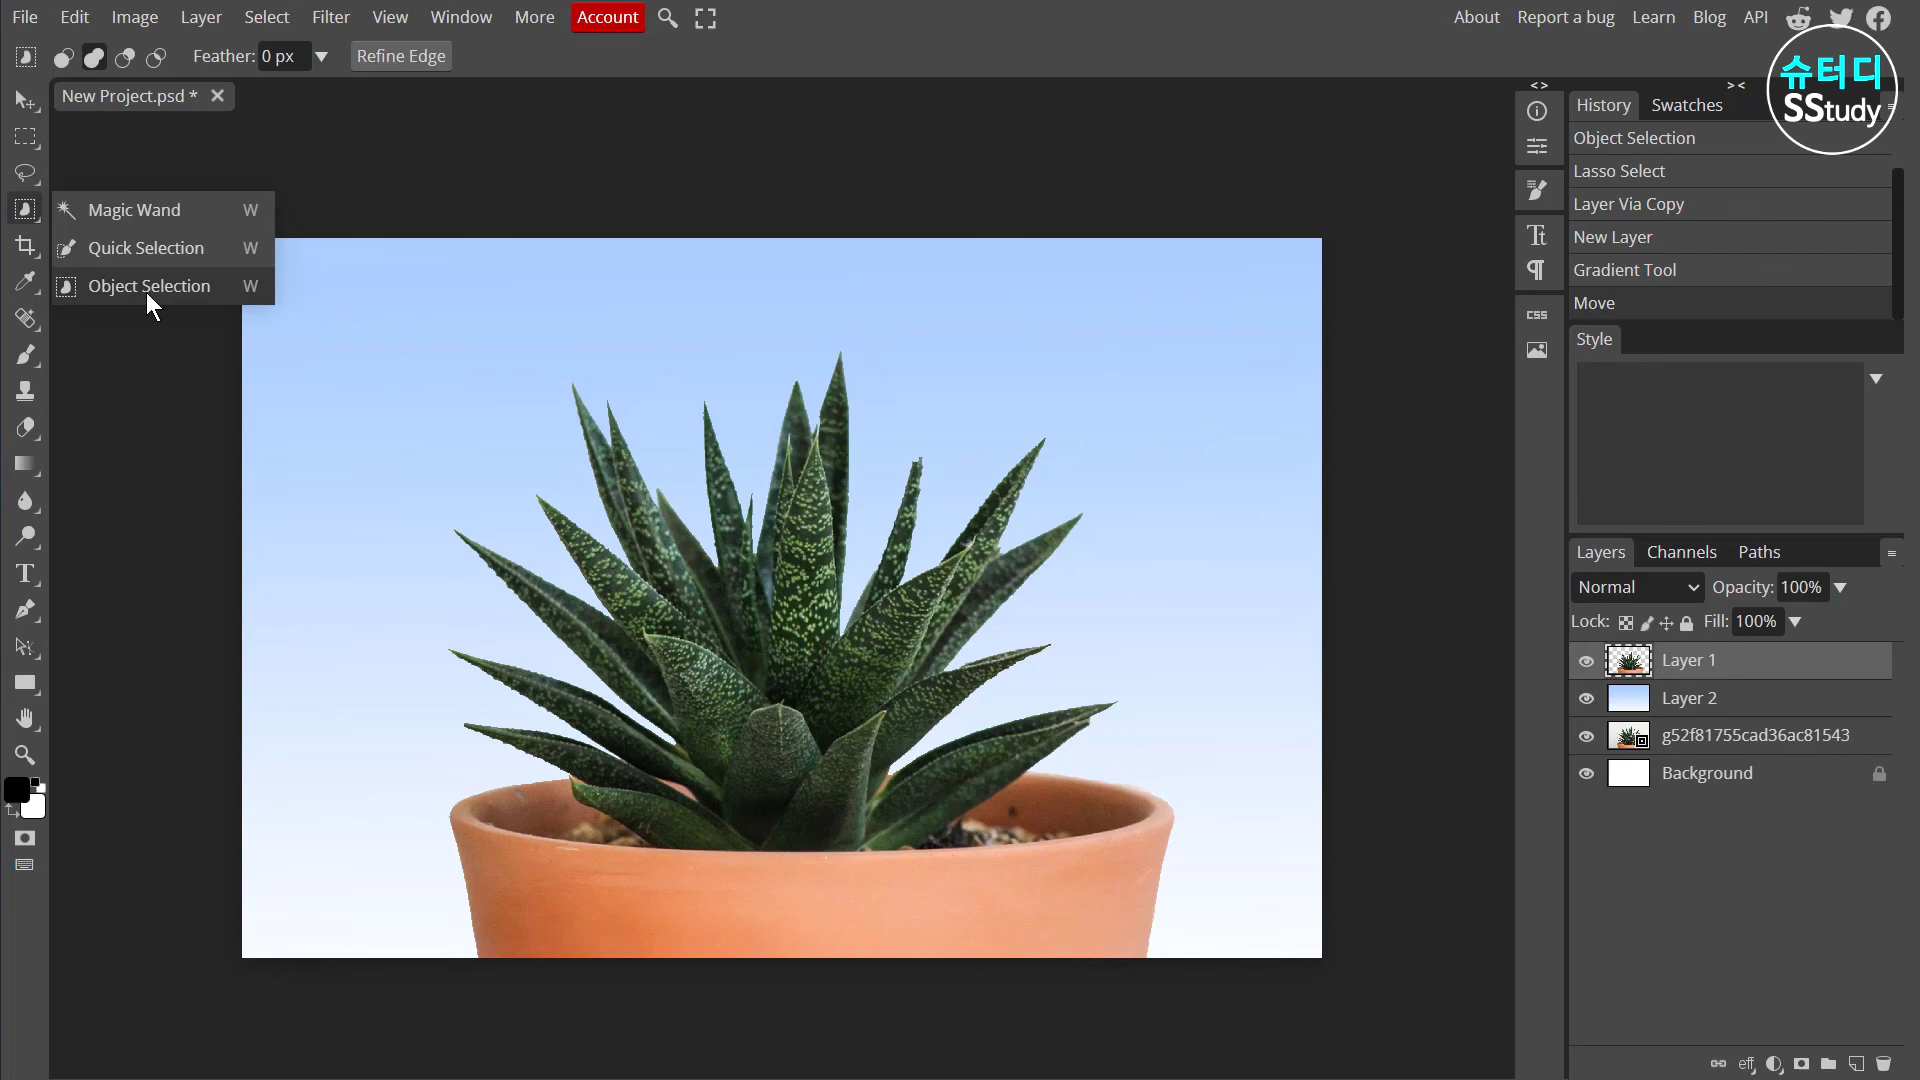 File Edit Image Layer Select Filter View Window More Account About Report a bug Learn Blog API
Feather: 0 px Refine Edge
슈터디
SStudy
New Project.psd *
History Swatches
Object Selection
Lasso Select
Layer Via Copy
New Layer
Gradient Tool
Move
Magic Wand W
Quick Selection W
Object Selection W
CSS
Style
Layers Channels Paths
Normal Opacity: 100%
Lock: Fill: 100%
Layer 1
Layer 2
g52f81755cad36ac81543
Background
eff